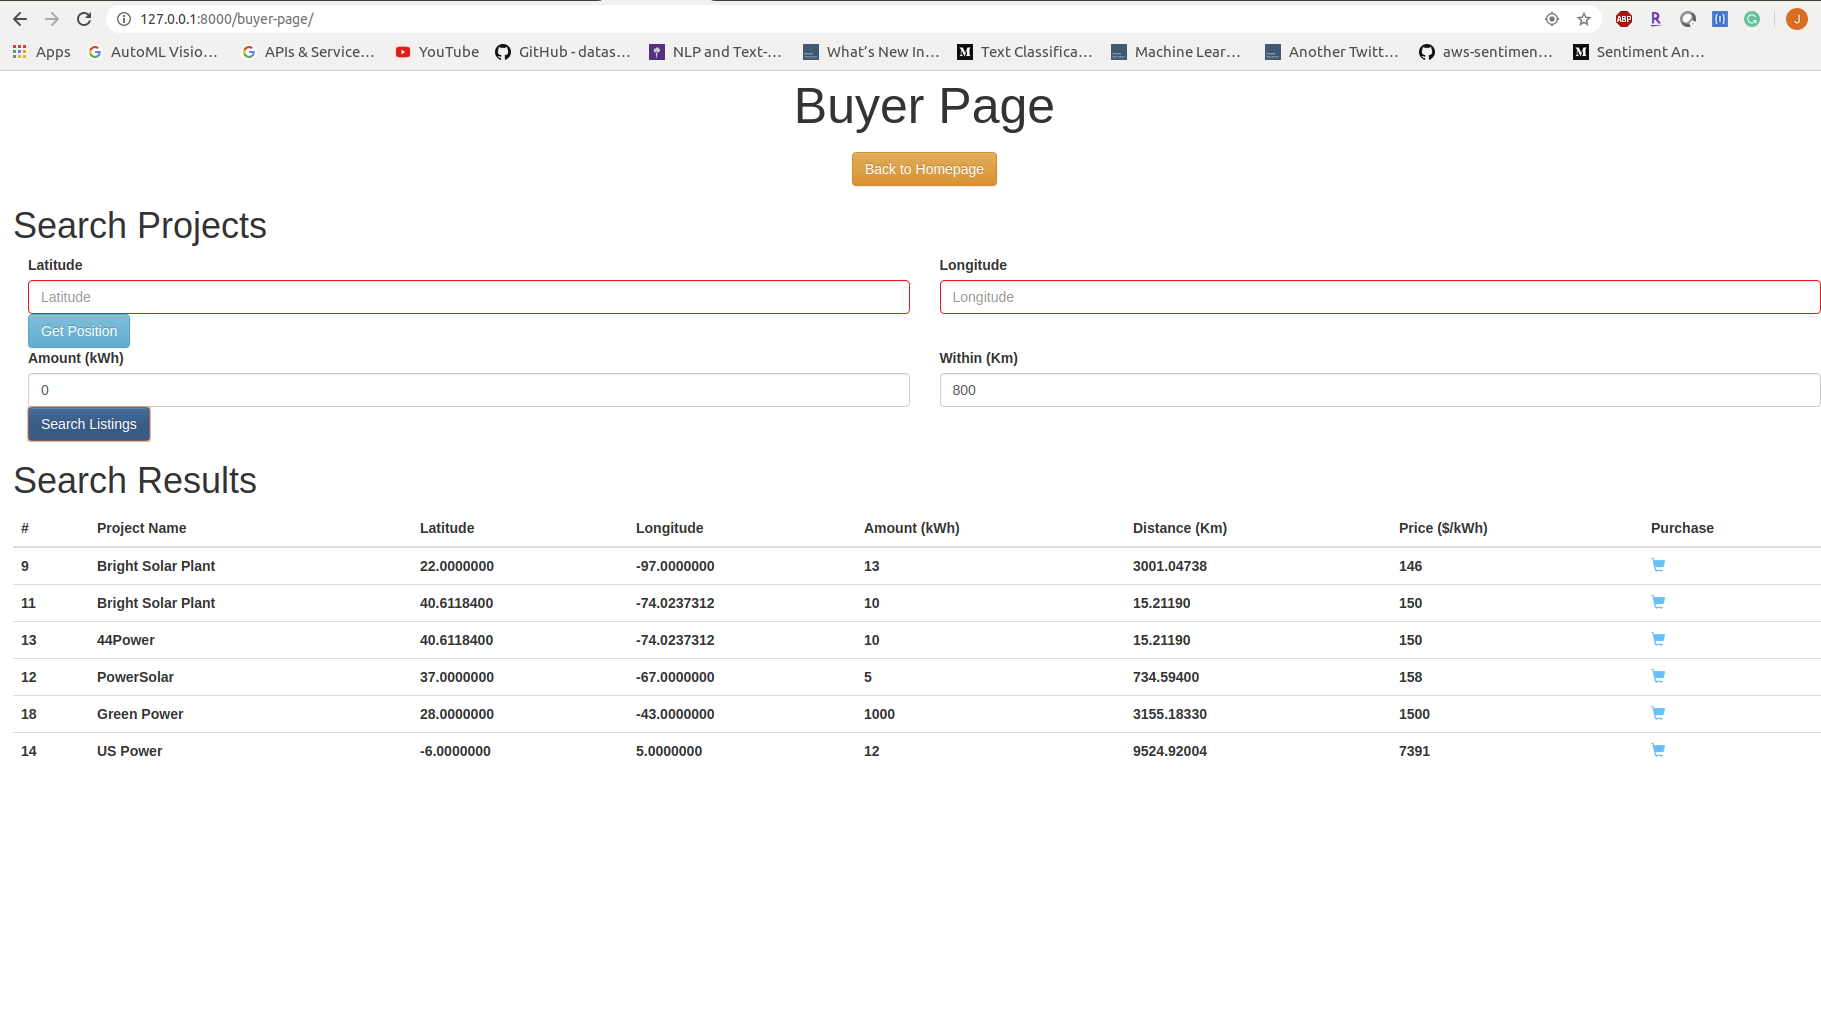 127.0.0.1:8000/buyer-page/
ABP R J
Apps AutoML Visio… APIs & Service… YouTube GitHub - datas… NLP and Text-… What's New In… M Text Classifica… Machine Lear… Another Twitt… aws-sentimen… M Sentiment An…
Buyer Page
Back to Homepage
Search Projects
Latitude Longitude
Latitude Longitude
Get Position
Amount (kWh) Within (Km)
0 800
Search Listings
Search Results
# Project Name Latitude Longitude Amount (kWh) Distance (Km) Price ($/kWh) Purchase
9 Bright Solar Plant 22.0000000 -97.0000000 13 3001.04738 146
11 Bright Solar Plant 40.6118400 -74.0237312 10 15.21190 150
13 44Power 40.6118400 -74.0237312 10 15.21190 150
12 PowerSolar 37.0000000 -67.0000000 5 734.59400 158
18 Green Power 28.0000000 -43.0000000 1000 3155.18330 1500
14 US Power -6.0000000 5.0000000 12 9524.92004 7391